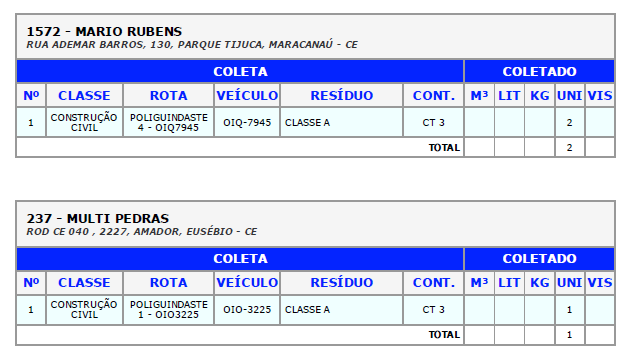 1572 - MARIO RUBENS
RUA ADEMAR BARROS, 130, PARQUE TIJUCA, MARACANAÚ - CE
COLETA COLETADO
Nº CLASSE ROTA VEÍCULO RESÍDUO CONT. M³ LIT KG UNI VIS
1 CONSTRUÇÃO CIVIL POLIGUINDASTE 4 - OIQ7945 OIQ-7945 CLASSE A CT 3 2
TOTAL 2
237 - MULTI PEDRAS
ROD CE 040 , 2227, AMADOR, EUSÉBIO - CE
COLETA COLETADO
Nº CLASSE ROTA VEÍCULO RESÍDUO CONT. M³ LIT KG UNI VIS
1 CONSTRUÇÃO CIVIL POLIGUINDASTE 1 - OIO3225 OIO-3225 CLASSE A CT 3 1
TOTAL 1